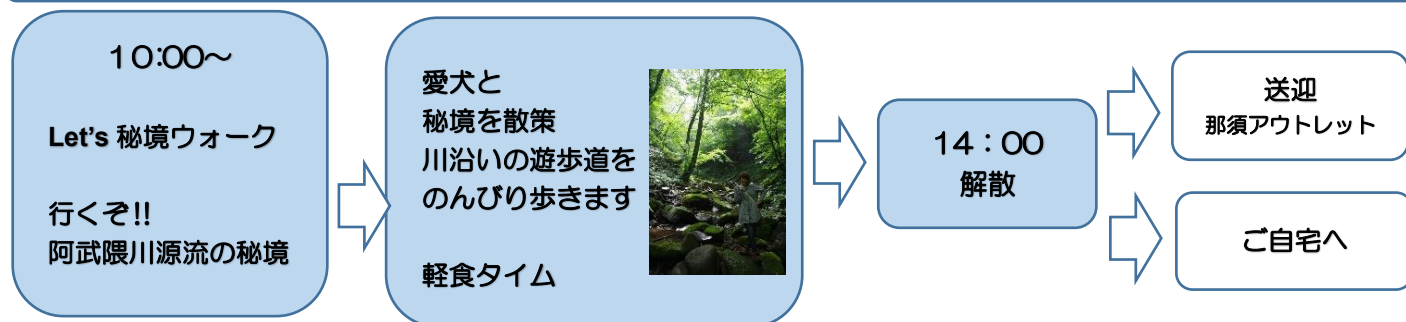 10:00～
Let's 秘境ウォーク
行くぞ!!
阿武隈川源流の秘境
愛犬と
秘境を散策
川沿いの遊歩道を
のんびり歩きます
軽食タイム
14：00
解散
送迎
那須アウトレット
ご自宅へ